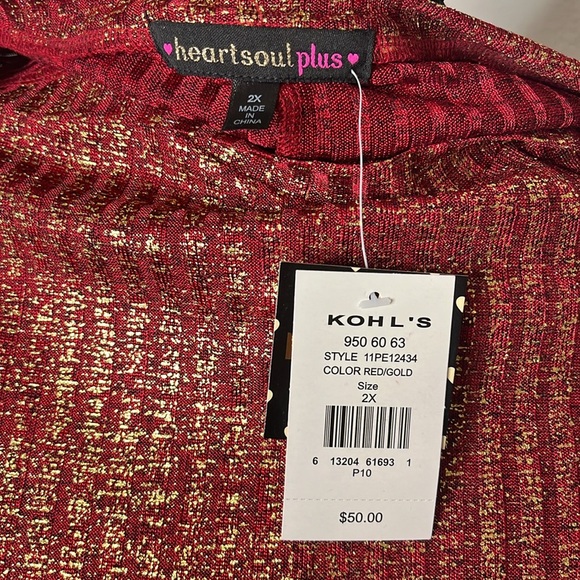 heartsoulplus
2X
MADE
IN
CHINA
KOHL'S
950 60 63
STYLE 11PE12434
COLOR RED/GOLD
Size
2X
6 13204 61693 1
P10
$50.00